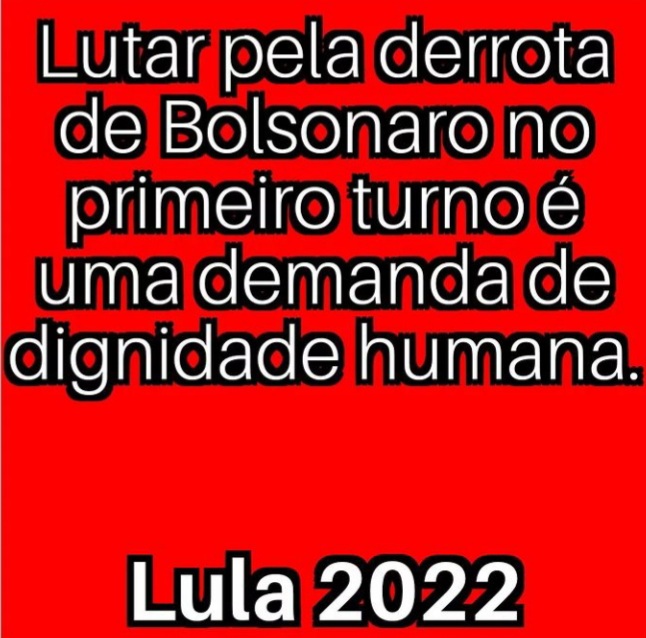 Lutar pela derrota
de Bolsonaro no
primeiro turno é
uma demanda de
dignidade humana.
Lula 2022